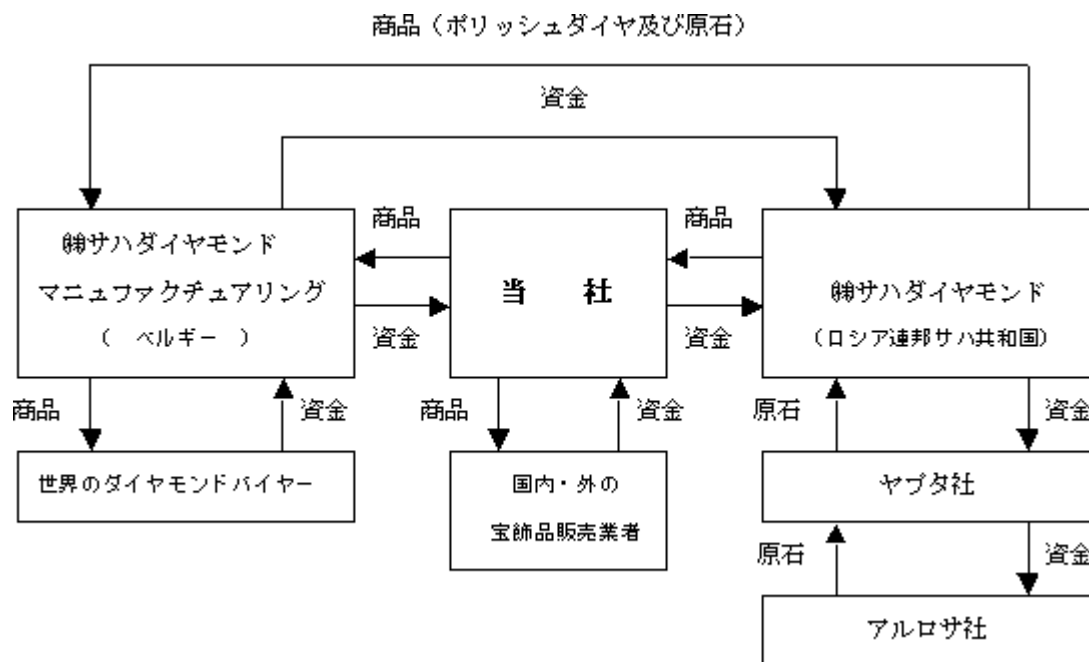 商品（ポリッシュダイヤ及び原石）
資金
㈱サハダイヤモンド
マニュファクチュアリング
（　ベルギー　）
商品
資金
当　社
商品
資金
㈱サハダイヤモンド
（ロシア連邦サハ共和国）
商品
資金
商品
資金
原石
資金
世界のダイヤモンドバイヤー
国内・外の
宝飾品販売業者
ヤブタ社
原石
資金
アルロサ社